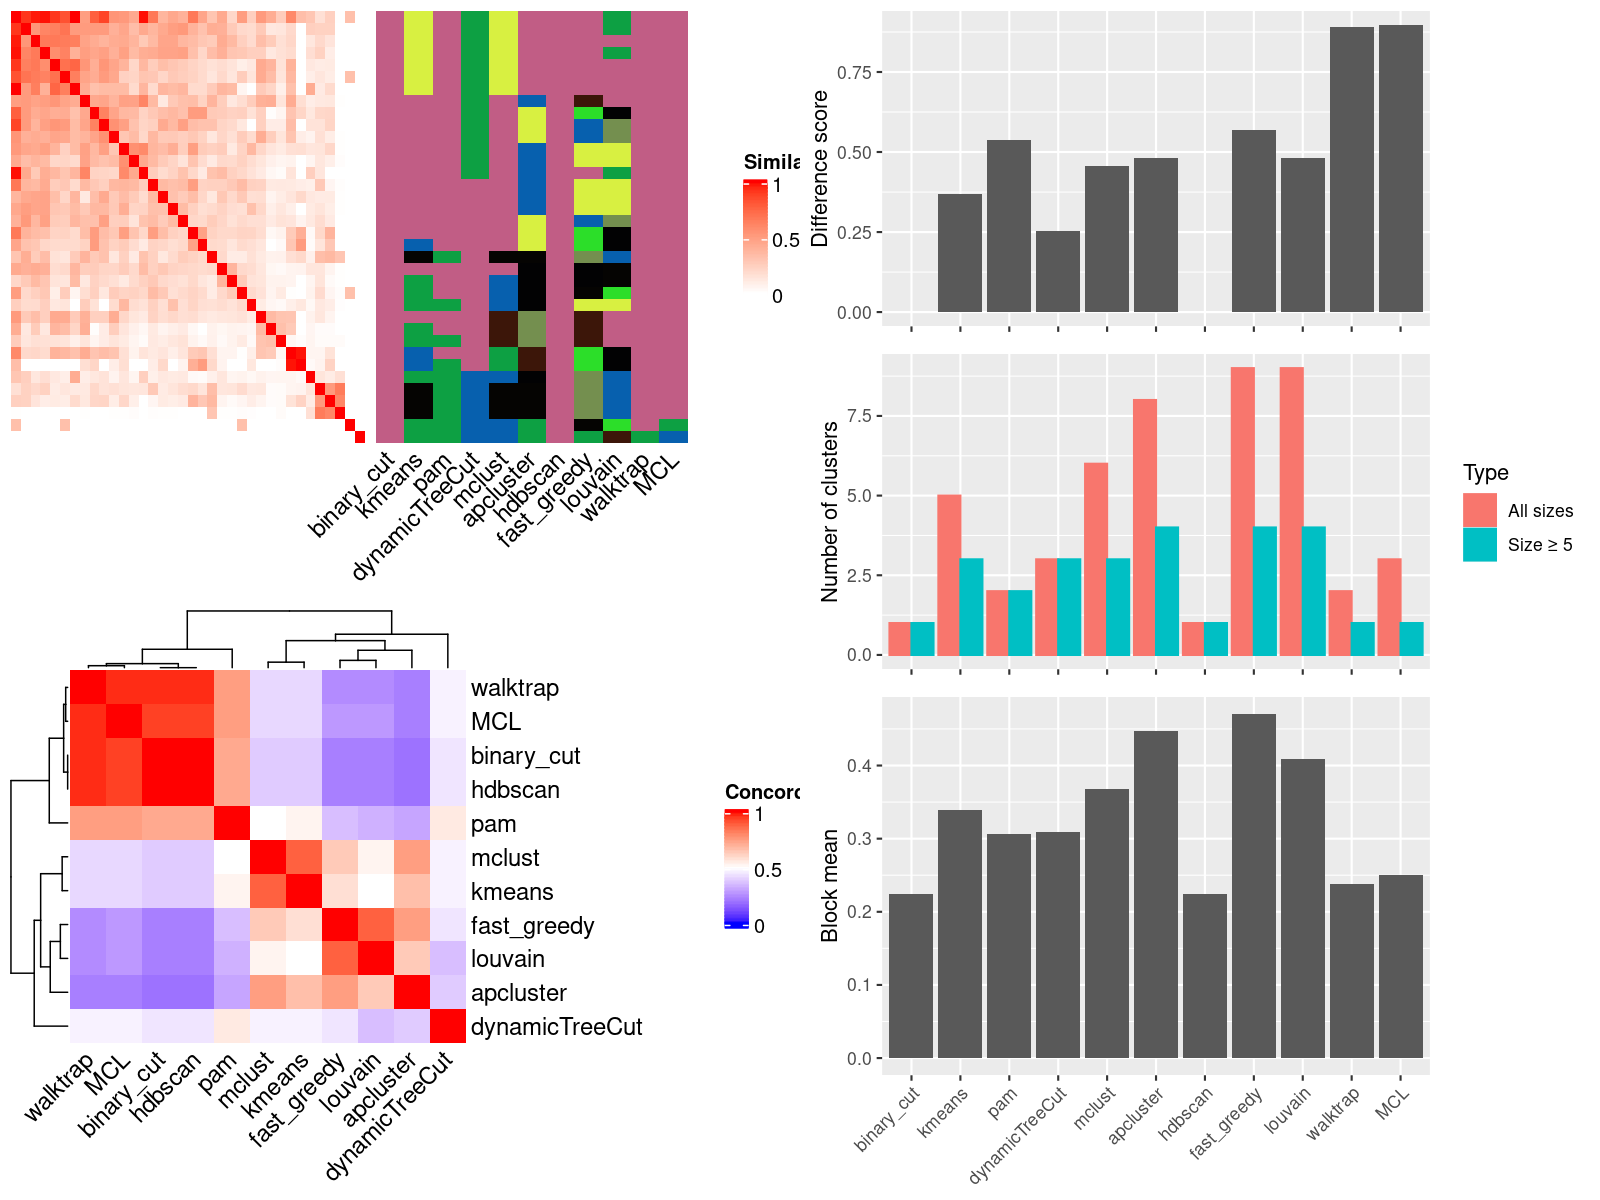 Simila
1
0.5
0
binary_cut
kmeans
pam
dynamicTreeCut
mclust
apcluster
hdbscan
fast_greedy
louvain
walktrap
MCL
walktrap
MCL
binary_cut
hdbscan
pam
mclust
kmeans
fast_greedy
louvain
apcluster
dynamicTreeCut
Concord
1
0.5
0
walktrap
MCL
binary_cut
hdbscan
pam
mclust
kmeans
fast_greedy
louvain
apcluster
dynamicTreeCut
Difference score
0.75
0.50
0.25
0.00
Number of clusters
7.5
5.0
2.5
0.0
Type
All sizes
Size ≥ 5
Block mean
0.4
0.3
0.2
0.1
0.0
binary_cut
kmeans
pam
dynamicTreeCut
mclust
apcluster
hdbscan
fast_greedy
louvain
walktrap
MCL